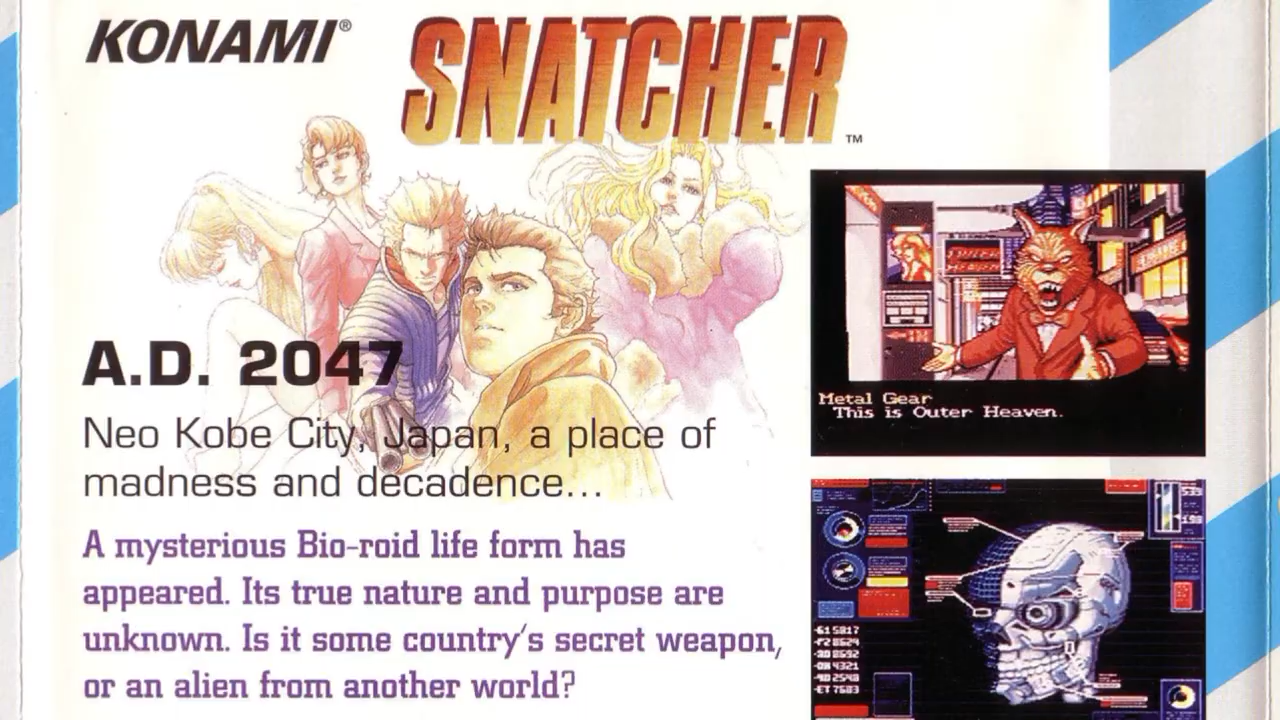 KONAMI®
SNATCHER™
A.D. 2047
Neo Kobe City, Japan, a place of
madness and decadence...
A mysterious Bio-roid life form has
appeared. Its true nature and purpose are
unknown. Is it some country's secret weapon,
or an alien from another world?
Metal Gear
This is Outer Heaven.